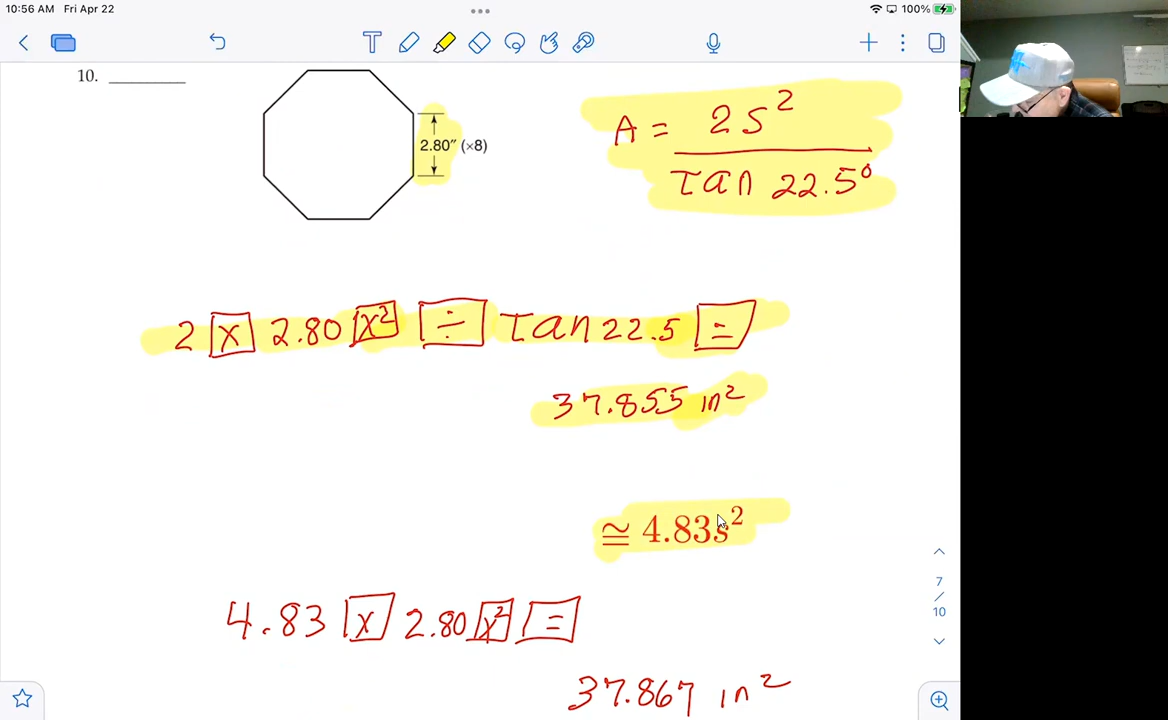 10:56 AM Fri Apr 22
100%
T
10. ________
2.80″ (×8)
A = 2s²
Tan 22.5°
2 x 2.80 x² ÷ Tan 22.5 =
37.855 in²
≅ 4.83s²
7
/
10
4.83 x 2.80 x² =
37.867 in²